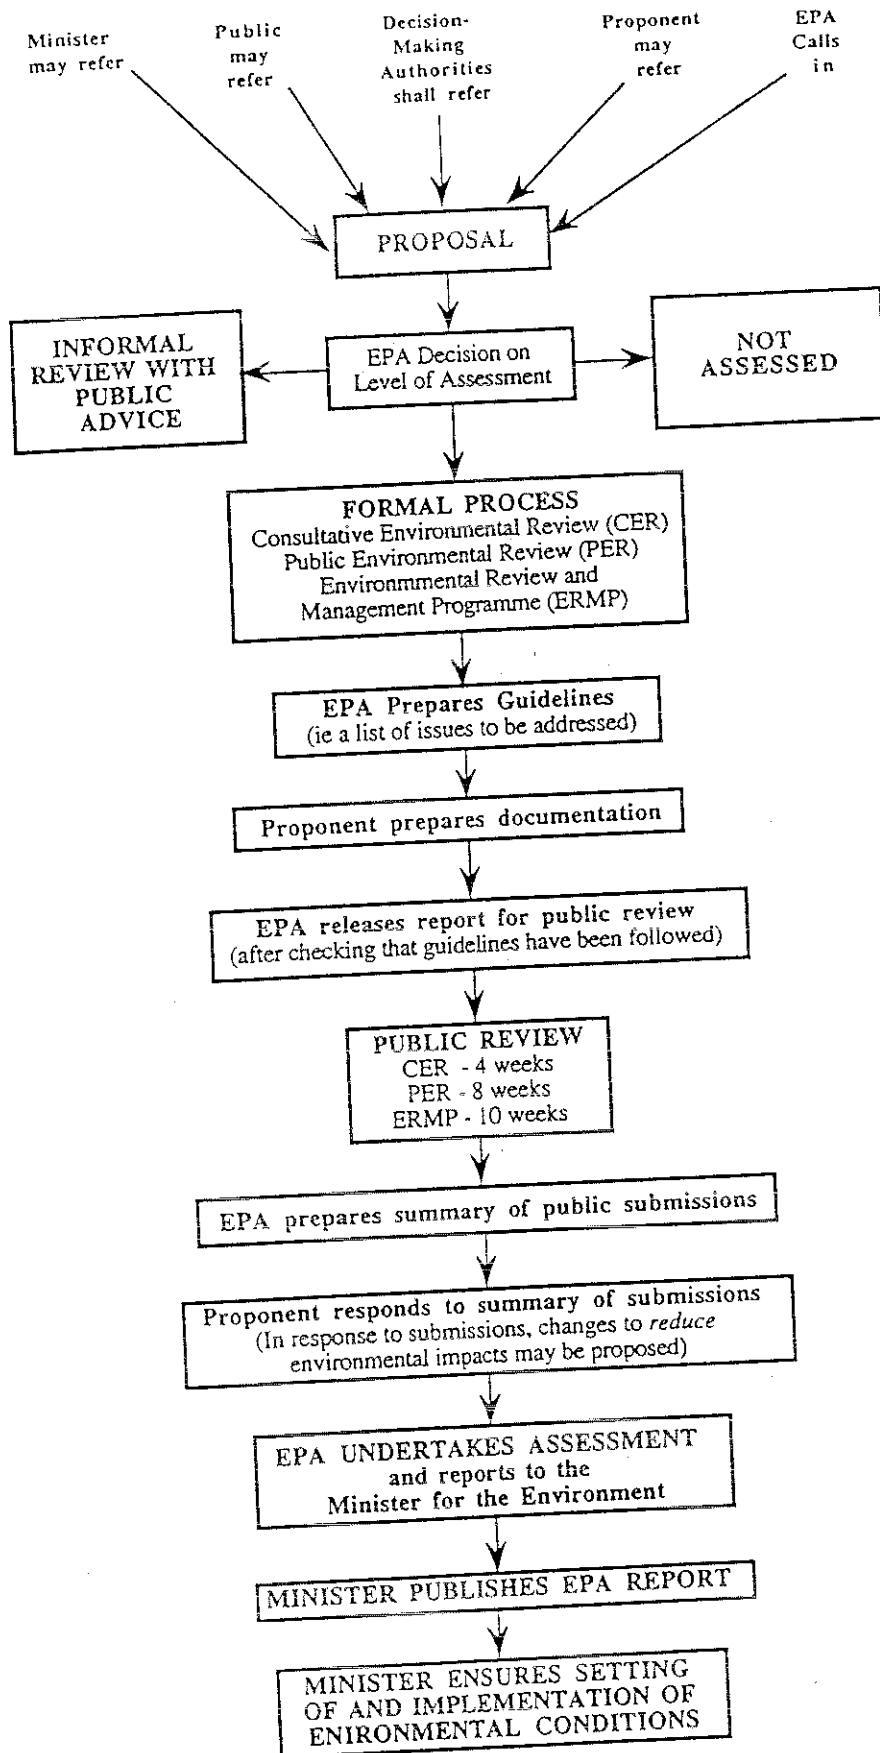 Minister
may refer
Public
may
refer
Decision-
Making
Authorities
shall refer
Proponent
may
refer
EPA
Calls
in
PROPOSAL
INFORMAL
REVIEW WITH
PUBLIC
ADVICE
EPA Decision on
Level of Assessment
NOT
ASSESSED
FORMAL PROCESS
Consultative Environmental Review (CER)
Public Environmental Review (PER)
Environmmental Review and
Management Programme (ERMP)
EPA Prepares Guidelines
(ie a list of issues to be addressed)
Proponent prepares documentation
EPA releases report for public review
(after checking that guidelines have been followed)
PUBLIC REVIEW
CER - 4 weeks
PER - 8 weeks
ERMP - 10 weeks
EPA prepares summary of public submissions
Proponent responds to summary of submissions
(In response to submissions, changes to reduce
environmental impacts may be proposed)
EPA UNDERTAKES ASSESSMENT
and reports to the
Minister for the Environment
MINISTER PUBLISHES EPA REPORT
MINISTER ENSURES SETTING
OF AND IMPLEMENTATION OF
ENIRONMENTAL CONDITIONS